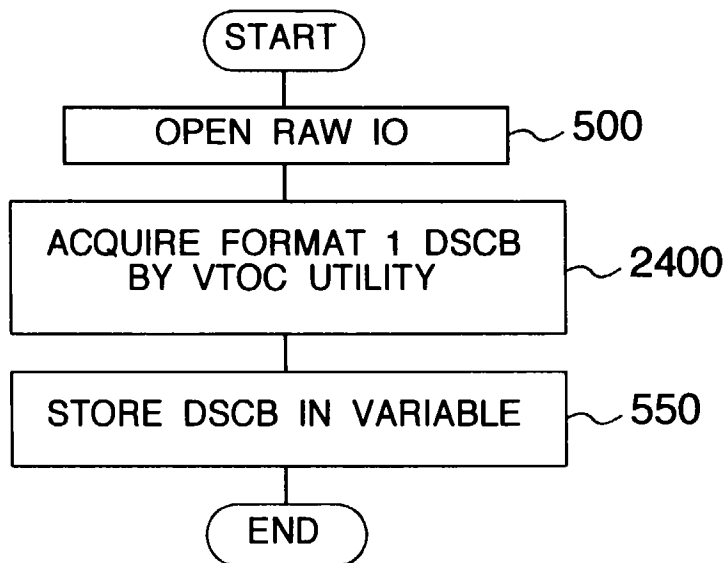 START
OPEN RAW IO
500
ACQUIRE FORMAT 1 DSCB
BY VTOC UTILITY
2400
STORE DSCB IN VARIABLE
550
END